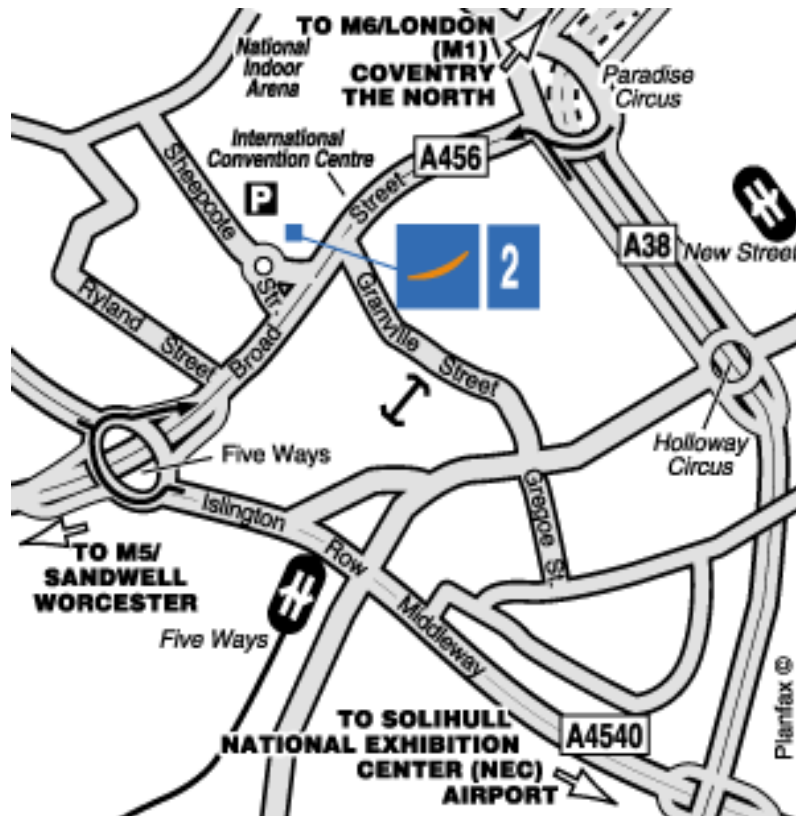 TO M6/LONDON
(M1)
COVENTRY
THE NORTH
National
Indoor
Arena
Paradise
Circus
International
Convention Centre
A456
Sheepcote
Str.
P
Street
Broad
2
A38
New Street
Granville
Street
Ryland
Street
Holloway
Circus
Five Ways
Islington
Row
Middleway
Gregoe St.
TO M5/
SANDWELL
WORCESTER
Five Ways
TO SOLIHULL
NATIONAL EXHIBITION
CENTER (NEC)
AIRPORT
A4540
Planfax ©